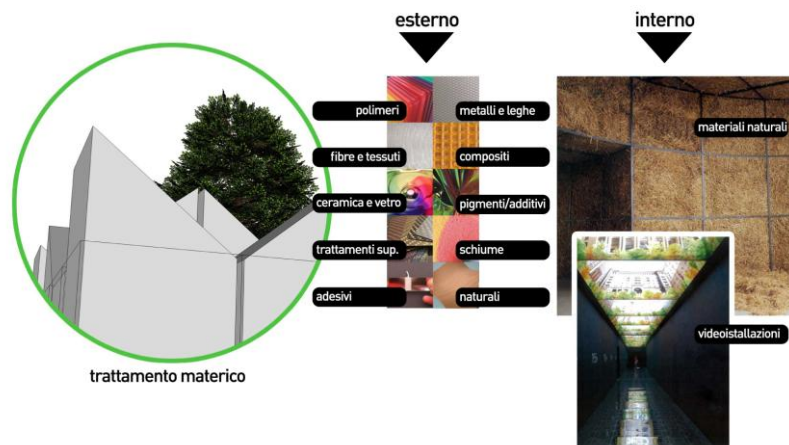 esterno
interno
polimeri
metalli e leghe
fibre e tessuti
compositi
ceramica e vetro
pigmenti/additivi
trattamenti sup.
schiume
adesivi
naturali
materiali naturali
videoistallazioni
trattamento materico